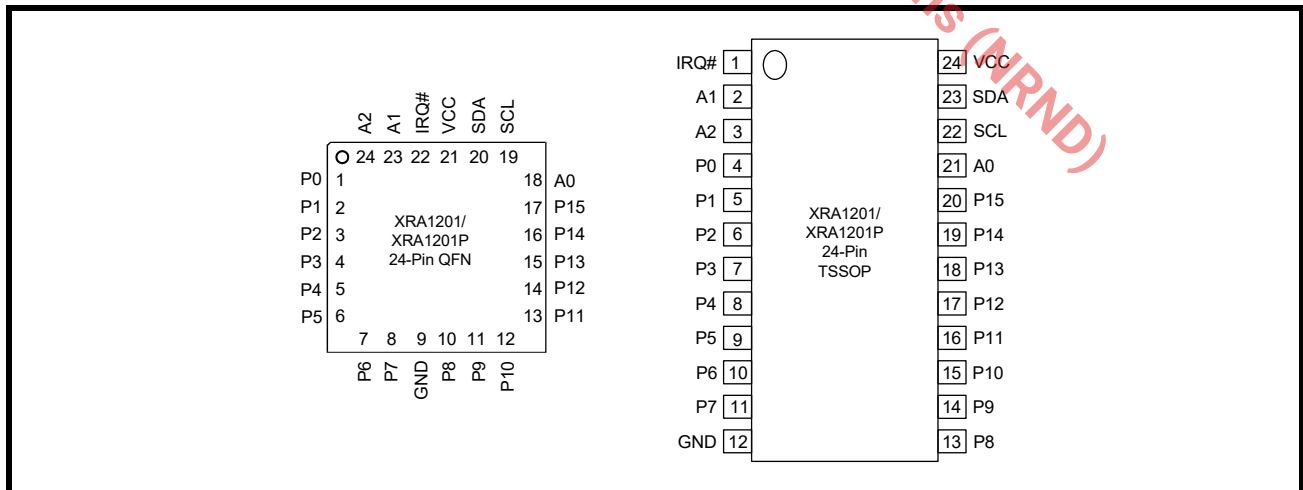 ns (NRND)
A2 A1 IRQ# VCC SDA SCL
24 23 22 21 20 19
P0 1 18 A0
P1 2 17 P15
P2 3 16 P14
P3 4 15 P13
P4 5 14 P12
P5 6 13 P11
XRA1201/
XRA1201P
24-Pin QFN
7 8 9 10 11 12
P6 P7 GND P8 P9 P10
IRQ# 1 24 VCC
A1 2 23 SDA
A2 3 22 SCL
P0 4 21 A0
P1 5 20 P15
P2 6 19 P14
P3 7 18 P13
P4 8 17 P12
P5 9 16 P11
P6 10 15 P10
P7 11 14 P9
GND 12 13 P8
XRA1201/
XRA1201P
24-Pin
TSSOP